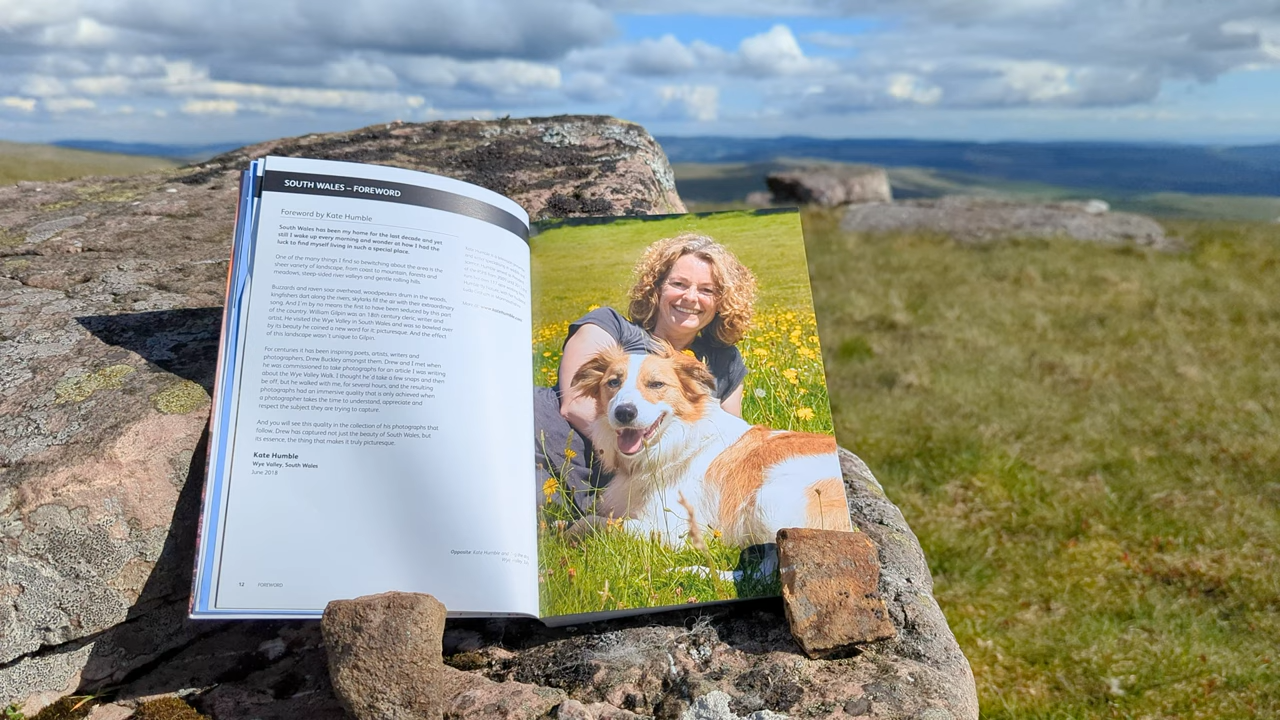 SOUTH WALES – FOREWORD
Foreword by Kate Humble
South Wales has been my home for the last decade and yet
still I wake up every morning and wonder at how I had the
luck to find myself living in such a special place.
One of the many things I find so bewitching about the area is the
sheer variety of landscape, from coast to mountain, forests and
meadows, steep-sided river valleys and gentle rolling hills.
Buzzards and raven soar overhead, woodpeckers drum in the woods,
kingfishers dart along the rivers, skylarks fill the air with their extraordinary
song. And I'm by no means the first to have been seduced by this part
of the country. William Gilpin was an 18th century cleric, writer and
artist. He visited the Wye Valley in South Wales and was so bowled over
by its beauty he coined a new word for it: picturesque. And the effect
of this landscape wasn't unique to Gilpin.
For centuries it has been inspiring poets, artists, writers and
photographers, Drew Buckley amongst them. Drew and I met when
he was commissioned to take photographs for an article I was writing
about the Wye Valley Walk. I thought he'd take a few snaps and then
be off, but he walked with me, for several hours, and the resulting
photographs had an immersive quality that is only achieved when
a photographer takes the time to understand, appreciate and
respect the subject they are trying to capture.
And you will see this quality in the collection of his photographs that
follow. Drew has captured not just the beauty of South Wales, but
its essence, the thing that makes it truly picturesque.
Kate Humble
Wye Valley, South Wales
June 2018
Opposite: Kate Humble
12 FOREWORD